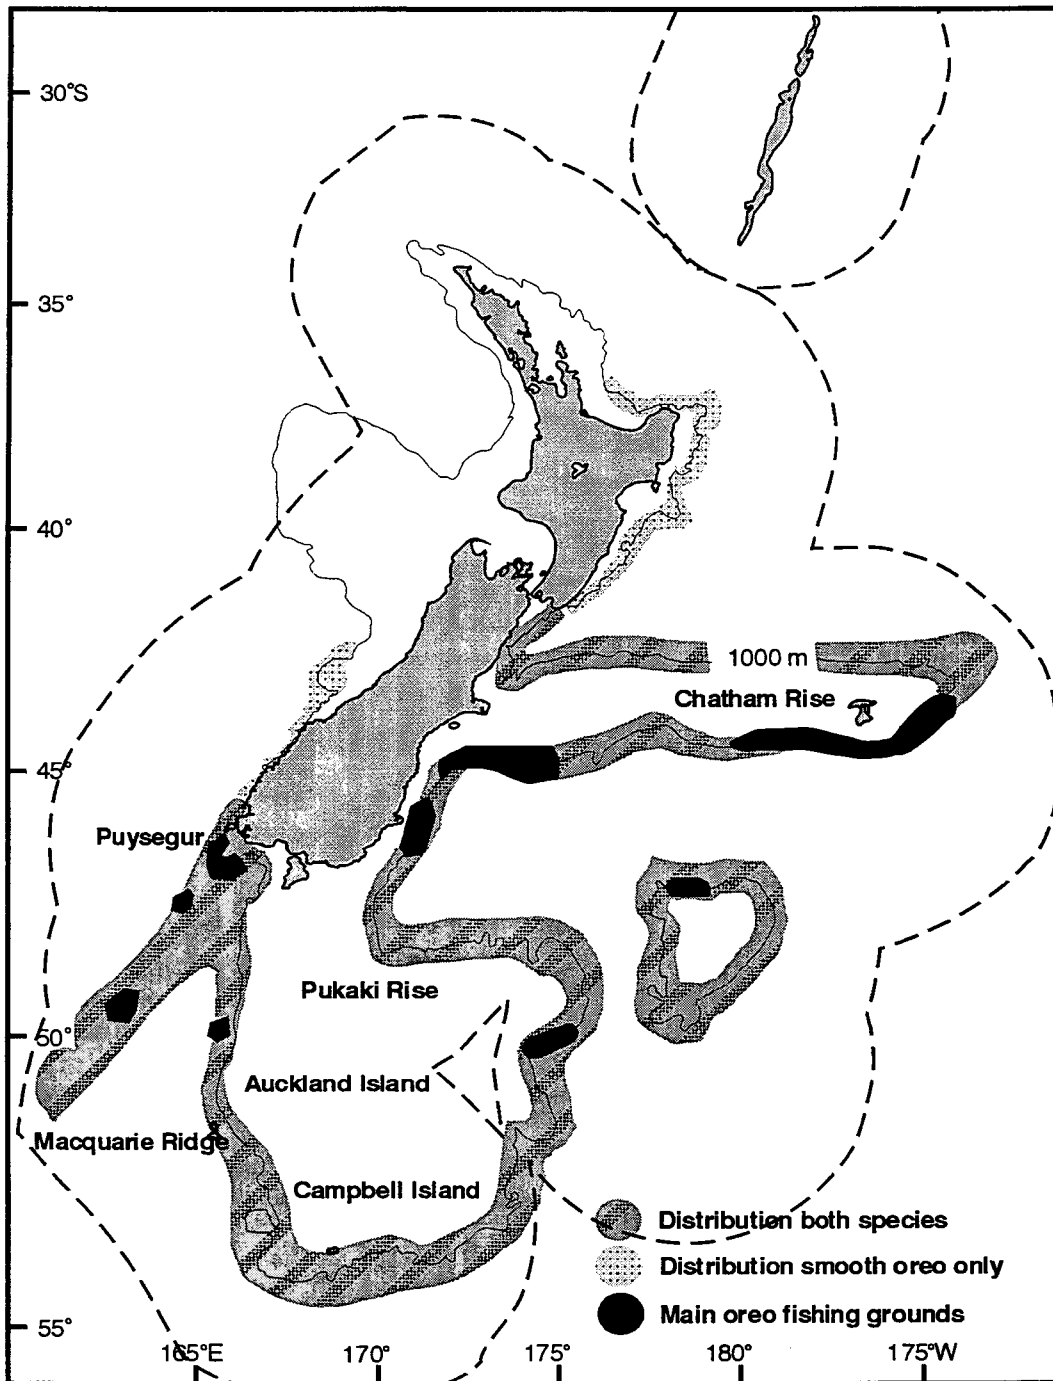 30°S
35°
40°
1000 m
Chatham Rise
45°
Puysegur
Pukaki Rise
50°
Auckland Island
Macquarie Ridge
Campbell Island
Distribution both species
Distribution smooth oreo only
Main oreo fishing grounds
55°
165°E 170° 175° 180° 175°W